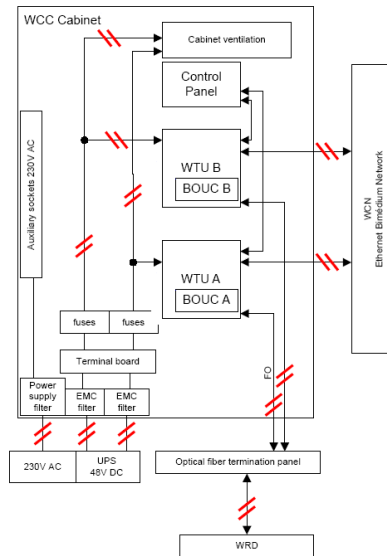 WCC Cabinet
Cabinet ventilation
Control
Panel
Auxiliary sockets 230V AC
WTU B
BOUC B
WCN
Ethernet Bimédium Network
WTU A
BOUC A
fuses
fuses
Terminal board
FO
Power
supply
filter
EMC
filter
EMC
filter
230V AC
UPS
48V DC
Optical fiber termination panel
WRD